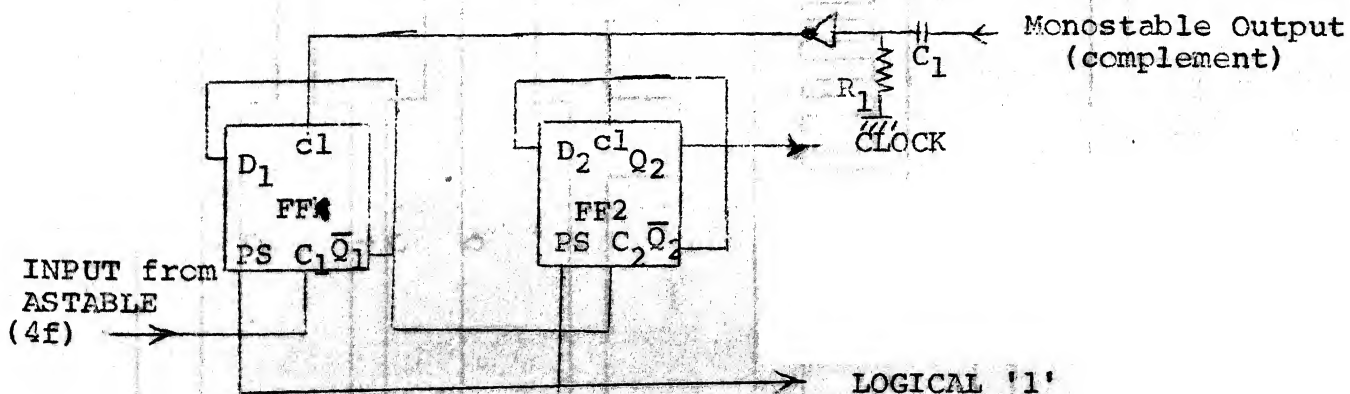 Monostable Output
(complement)
C1
R1
CLOCK
cl
D1
FF
PS C1 Q̅1
D2 cl Q2
FF2
PS C2 Q̅2
INPUT from
ASTABLE
(4f)
LOGICAL '1'